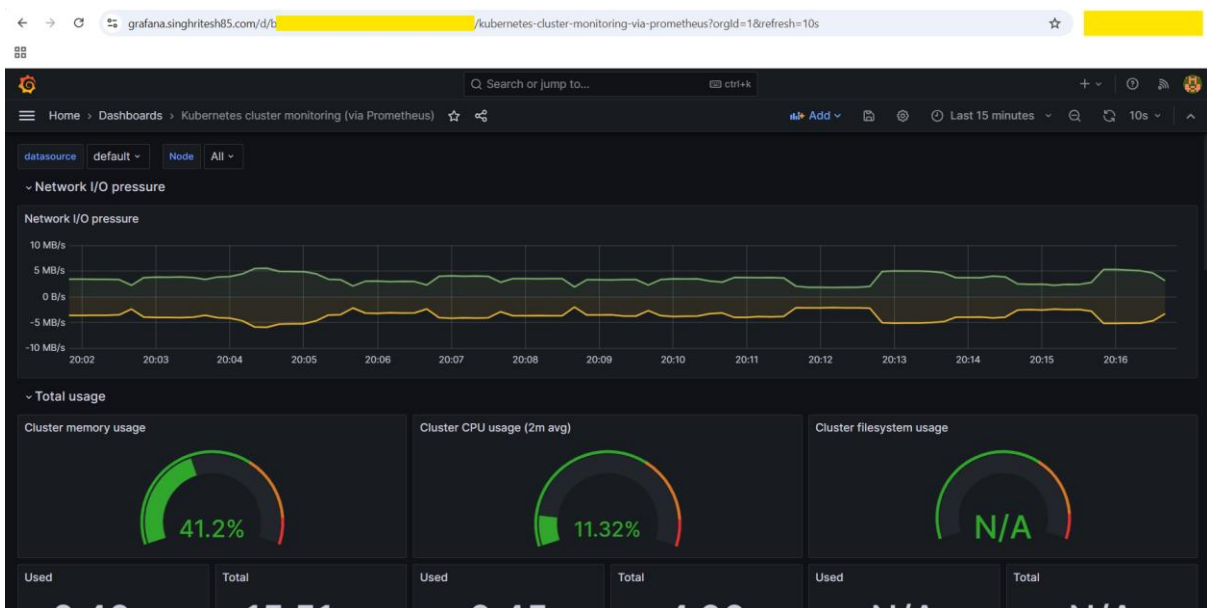 grafana.singhritesh85.com/d/b /kubernetes-cluster-monitoring-via-prometheus?orgId=1&refresh=10s
Search or jump to... ctrl+k
Home › Dashboards › Kubernetes cluster monitoring (via Prometheus) Add Last 15 minutes 10s
datasource default Node All
Network I/O pressure
Network I/O pressure
10 MB/s
5 MB/s
0 B/s
-5 MB/s
-10 MB/s
20:02 20:03 20:04 20:05 20:06 20:07 20:08 20:09 20:10 20:11 20:12 20:13 20:14 20:15 20:16
Total usage
Cluster memory usage Cluster CPU usage (2m avg) Cluster filesystem usage
41.2% 11.32% N/A
Used Total Used Total Used Total
N/A N/A